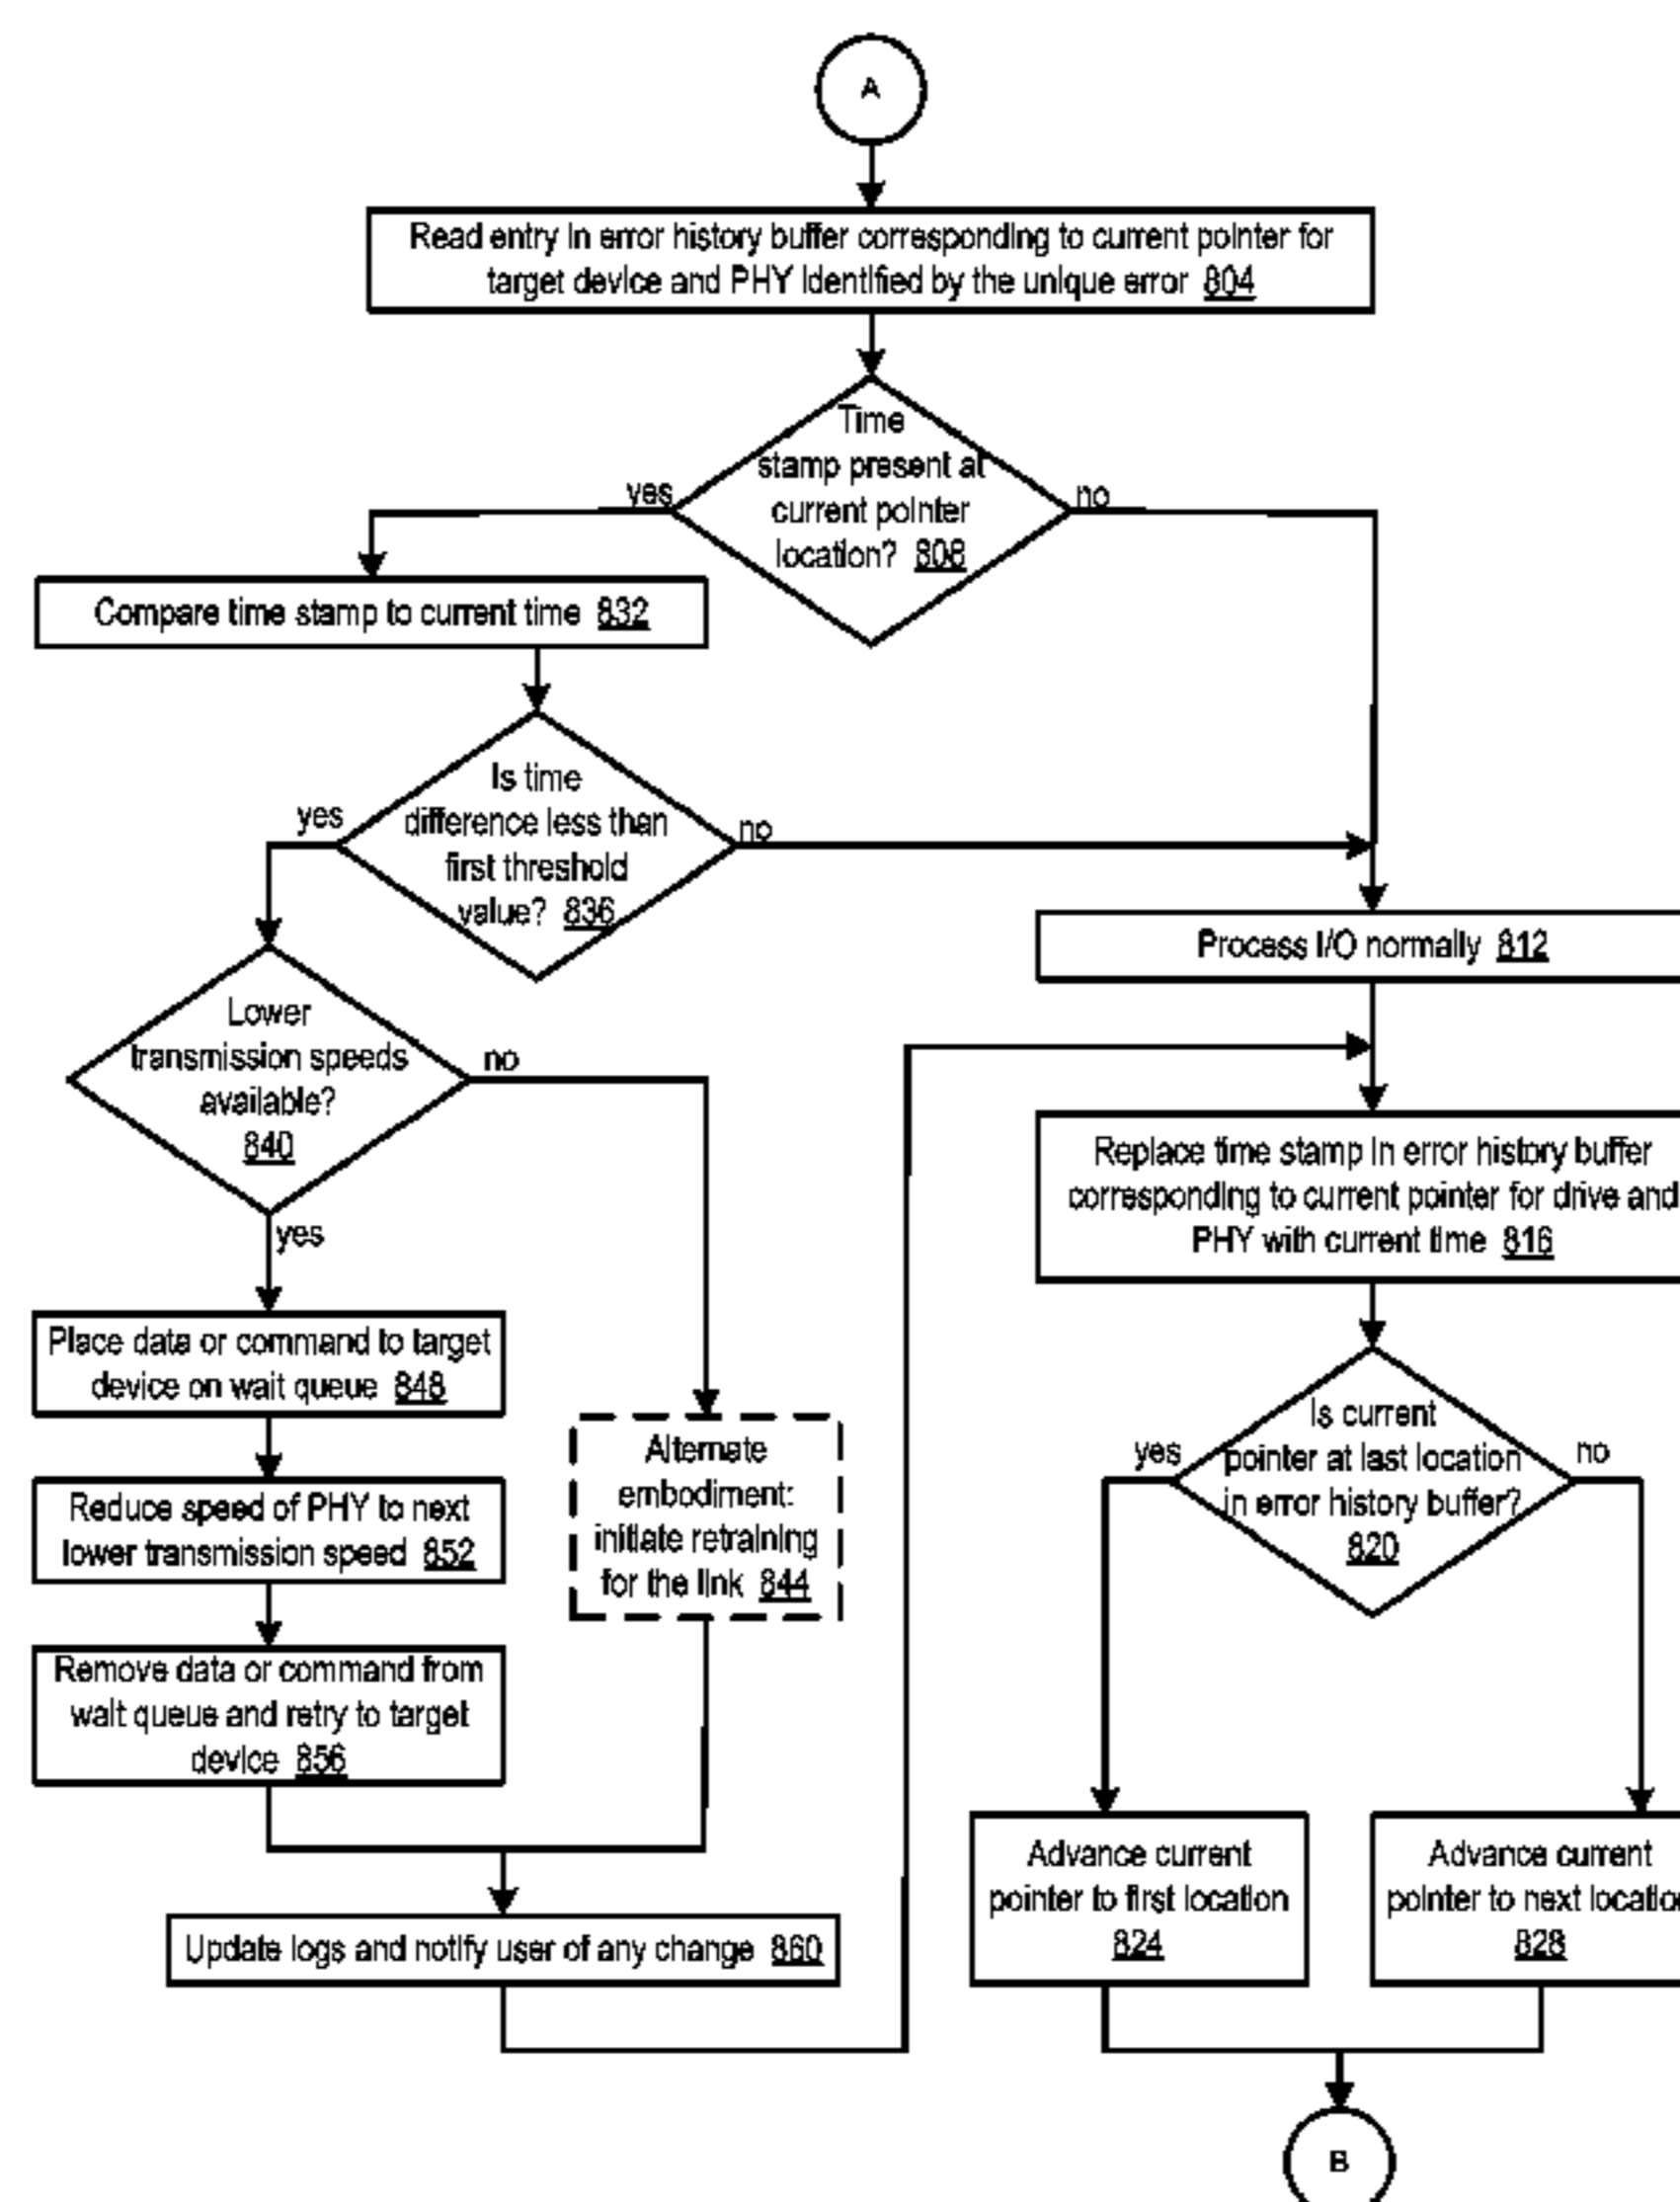 A
Read entry in error history buffer corresponding to current pointer for
target device and PHY identified by the unique error 804
Time
stamp present at
current pointer
location? 808
yes
no
Compare time stamp to current time 832
Is time
difference less than
first threshold
value? 836
yes
no
Process I/O normally 812
Lower
transmission speeds
available?
840
no
yes
Replace time stamp in error history buffer
corresponding to current pointer for drive and
PHY with current time 816
Place data or command to target
device on wait queue 848
Alternate
embodiment:
initiate retraining
for the link 844
Is current
pointer at last location
in error history buffer?
820
yes
no
Reduce speed of PHY to next
lower transmission speed 852
Remove data or command from
wait queue and retry to target
device 856
Advance current
pointer to first location
824
Advance current
pointer to next
828
Update logs and notify user of any change 860
B